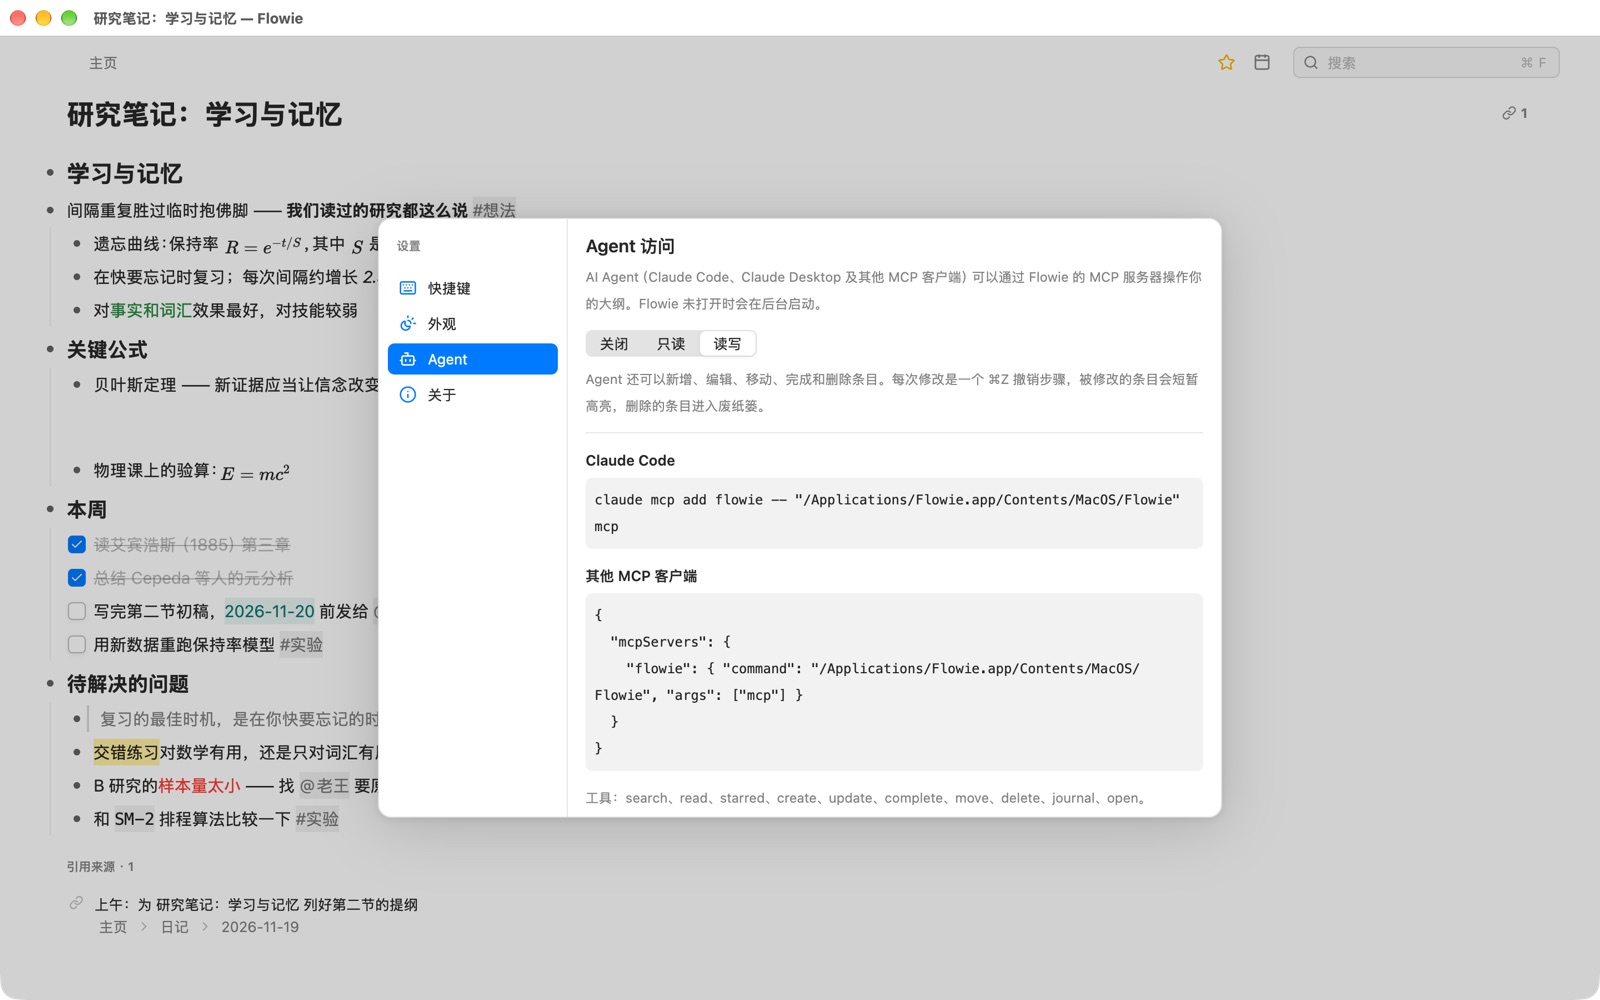 研究笔记：学习与记忆 — Flowie
主页
搜索
⌘ F
研究笔记：学习与记忆
1
学习与记忆
间隔重复胜过临时抱佛脚 —— 我们读过的研究都这么说 #想法
遗忘曲线：保持率 R = e^{-t/S}，其中 S 是
在快要忘记时复习；每次间隔约增长 2.
对事实和词汇效果最好，对技能较弱
关键公式
贝叶斯定理 —— 新证据应当让信念改变
物理课上的验算：E = mc²
本周
读艾宾浩斯（1885）第三章
总结 Cepeda 等人的元分析
写完第二节初稿，2026-11-20 前发给
用新数据重跑保持率模型 #实验
待解决的问题
复习的最佳时机，是在你快要忘记的时
交错练习对数学有用，还是只对词汇有
B 研究的样本量太小 —— 找 @老王 要
和 SM-2 排程算法比较一下 #实验
引用来源 · 1
上午：为 研究笔记：学习与记忆 列好第二节的提纲
主页 > 日记 > 2026-11-19
设置
快捷键
外观
Agent
关于
Agent 访问
AI Agent（Claude Code、Claude Desktop 及其他 MCP 客户端）可以通过 Flowie 的 MCP 服务器操作你
的大纲。Flowie 未打开时会在后台启动。
关闭 只读 读写
Agent 还可以新增、编辑、移动、完成和删除条目。每次修改是一个 ⌘Z 撤销步骤，被修改的条目会短暂
高亮，删除的条目进入废纸篓。
Claude Code
claude mcp add flowie -- "/Applications/Flowie.app/Contents/MacOS/Flowie"
mcp
其他 MCP 客户端
{
"mcpServers": {
"flowie": { "command": "/Applications/Flowie.app/Contents/MacOS/
Flowie", "args": ["mcp"] }
}
}
工具：search、read、starred、create、update、complete、move、delete、journal、open。